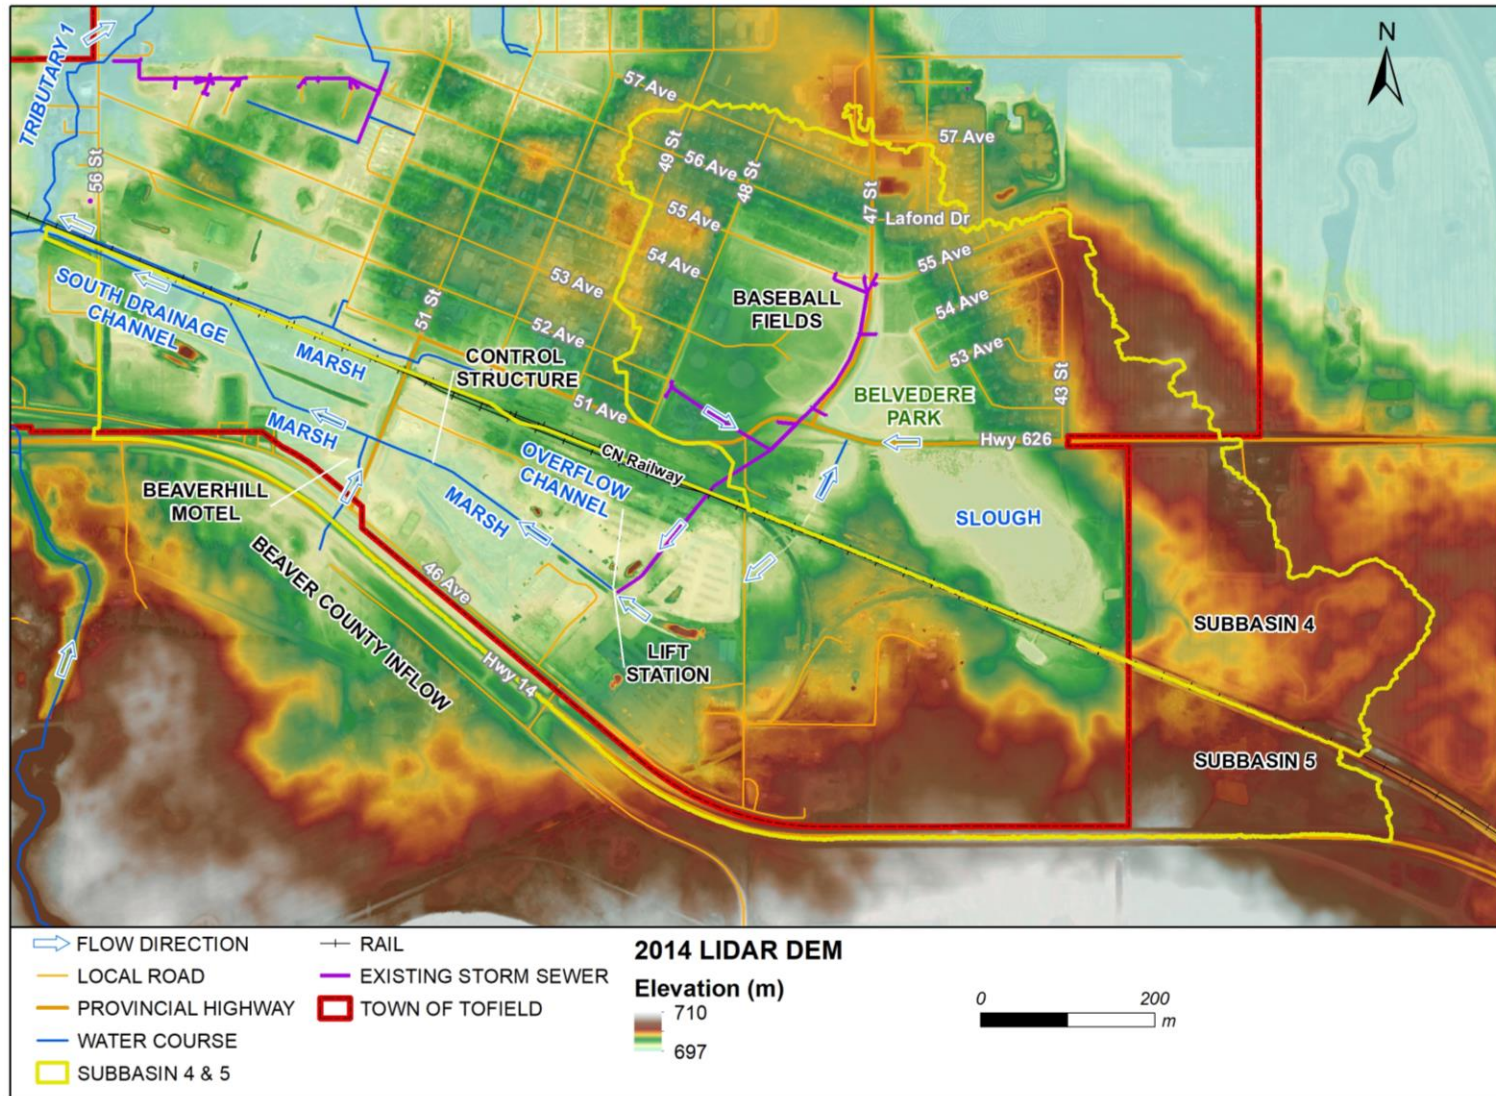 TRIBUTARY 1
56 St
57 Ave
49 St
56 Ave
48 St
47 St
57 Ave
Lafond Dr
55 Ave
54 Ave
53 Ave
52 Ave
51 Ave
51 St
55 Ave
54 Ave
53 Ave
43 St
N
SOUTH DRAINAGE
CHANNEL
MARSH
CONTROL
STRUCTURE
BASEBALL
FIELDS
BELVEDERE
PARK
Hwy 626
MARSH
CN Railway
OVERFLOW
CHANNEL
MARSH
BEAVERHILL
MOTEL
SLOUGH
BEAVER COUNTY INFLOW
46 Ave
Hwy 14
LIFT
STATION
SUBBASIN 4
SUBBASIN 5
FLOW DIRECTION
LOCAL ROAD
PROVINCIAL HIGHWAY
WATER COURSE
SUBBASIN 4 & 5
RAIL
EXISTING STORM SEWER
TOWN OF TOFIELD
2014 LIDAR DEM
Elevation (m)
710
697
0 200
m